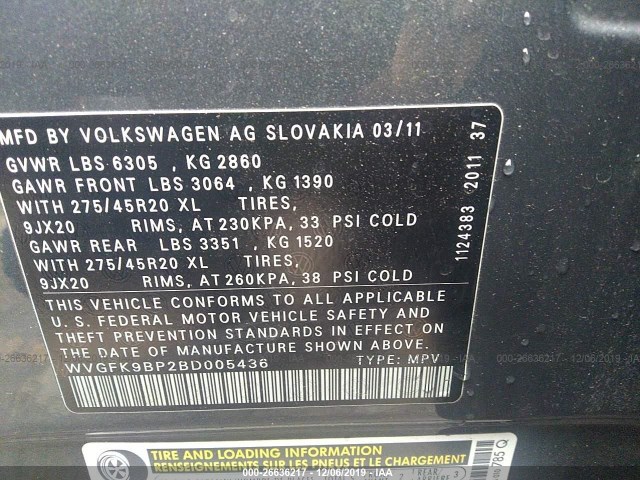 MFD BY VOLKSWAGEN AG SLOVAKIA 03/11
GVWR LBS 6305 , KG 2860
GAWR FRONT LBS 3064 , KG 1390
WITH 275/45R20 XL TIRES,
9JX20 RIMS, AT 230KPA, 33 PSI COLD
GAWR REAR LBS 3351 , KG 1520
WITH 275/45R20 XL TIRES,
9JX20 RIMS, AT 260KPA, 38 PSI COLD
THIS VEHICLE CONFORMS TO ALL APPLICABLE
U. S. FEDERAL MOTOR VEHICLE SAFETY AND
THEFT PREVENTION STANDARDS IN EFFECT ON
THE DATE OF MANUFACTURE SHOWN ABOVE.
WVGFK9BP2BD005436 TYPE: MPV
1124383 2011 37
TIRE AND LOADING INFORMATION
RENSEIGNEMENTS SUR LES PNEUS ET LE CHARGEMENT
REAR
785 Q
000-26636217 - 12/06/2019 - IAA